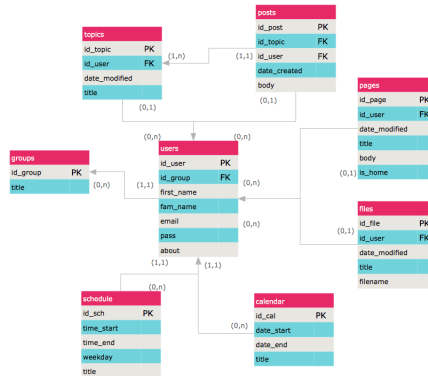 posts
id_post PK
id_topic FK
id_user FK
date_created
body
topics
id_topic PK
id_user FK
date_modified
title
(1,n)
(1,1)
(0,1)
(0,1)
pages
id_page PK
id_user FK
date_modified
title
body
is_home
(0,1)
(0,n)
(0,n)
users
id_user PK
id_group FK
first_name
fam_name
email
pass
about
groups
id_group PK
title
(0,n)
(1,1)
(0,n)
(0,n)
files
id_file PK
id_user FK
date_modified
title
filename
(0,1)
(1,1)
(1,1)
schedule
(0,n)
id_sch PK
time_start
time_end
weekday
title
calendar
id_cal PK
date_start
date_end
title
(0,n)